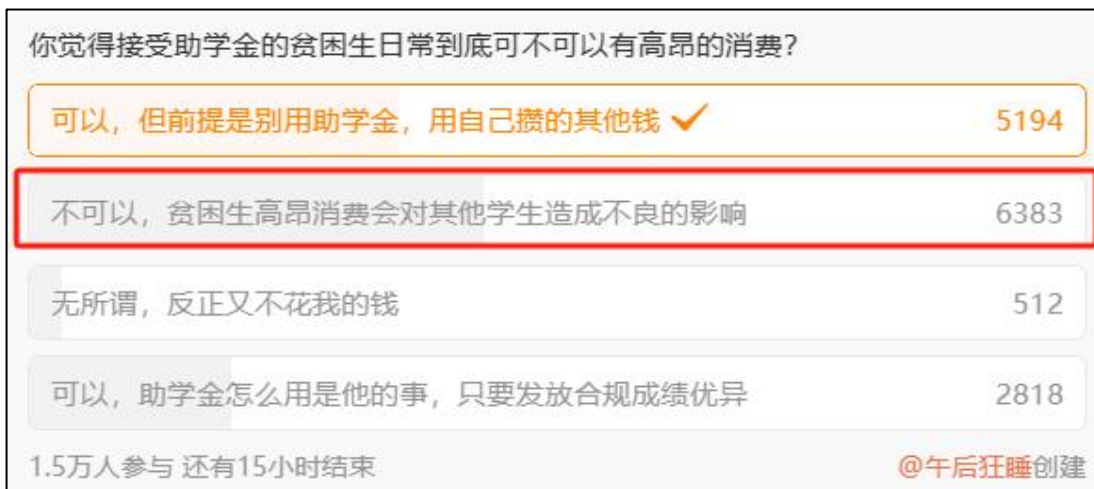 你觉得接受助学金的贫困生日常到底可不可以有高昂的消费？
可以，但前提是别用助学金，用自己攒的其他钱 5194
不可以，贫困生高昂消费会对其他学生造成不良的影响 6383
无所谓，反正又不花我的钱 512
可以，助学金怎么用是他的事，只要发放合规成绩优异 2818
1.5万人参与 还有15小时结束 @午后狂睡创建